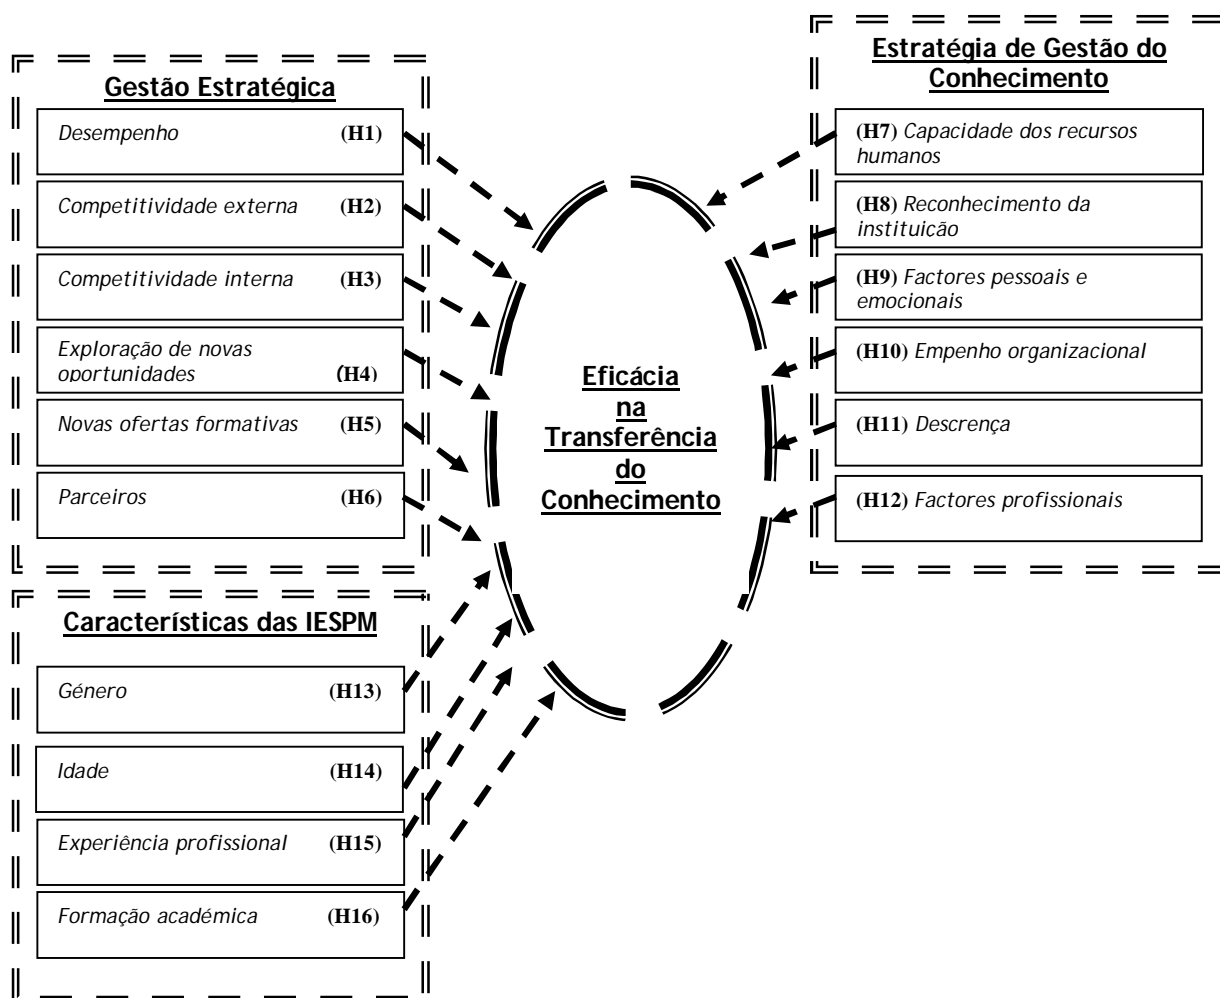 Gestão Estratégica
Desempenho (H1)
Competitividade externa (H2)
Competitividade interna (H3)
Exploração de novas
oportunidades (H4)
Novas ofertas formativas (H5)
Parceiros (H6)
Características das IESPM
Género (H13)
Idade (H14)
Experiência profissional (H15)
Formação académica (H16)
Eficácia
na
Transferência
do
Conhecimento
Estratégia de Gestão do
Conhecimento
(H7) Capacidade dos recursos
humanos
(H8) Reconhecimento da
instituição
(H9) Factores pessoais e
emocionais
(H10) Empenho organizacional
(H11) Descrença
(H12) Factores profissionais